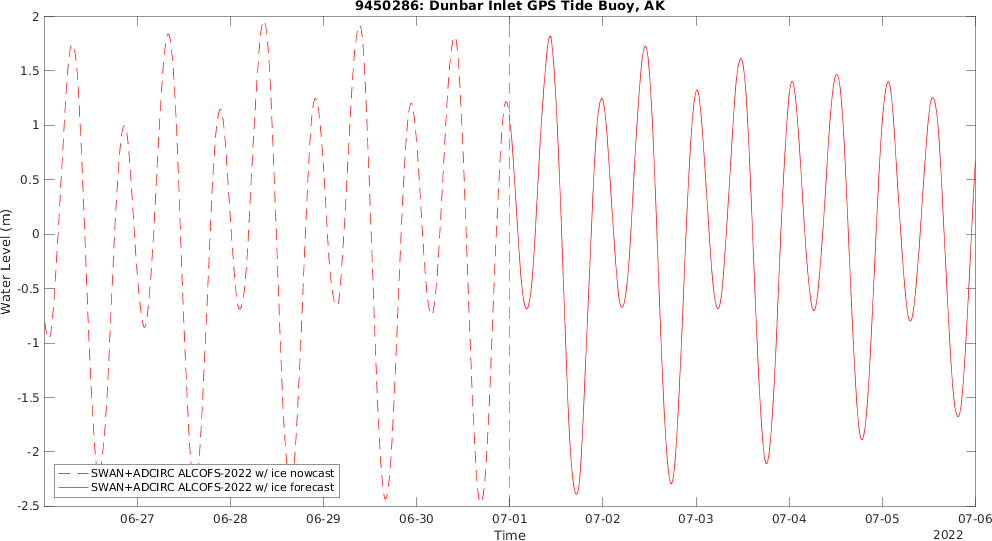 9450286: Dunbar Inlet GPS Tide Buoy, AK
Water Level (m)
2
1.5
1
0.5
0
-0.5
-1
-1.5
-2
-2.5
SWAN+ADCIRC ALCOFS-2022 w/ ice nowcast
SWAN+ADCIRC ALCOFS-2022 w/ ice forecast
06-27 06-28 06-29 06-30 07-01 07-02 07-03 07-04 07-05 07-06
Time
2022